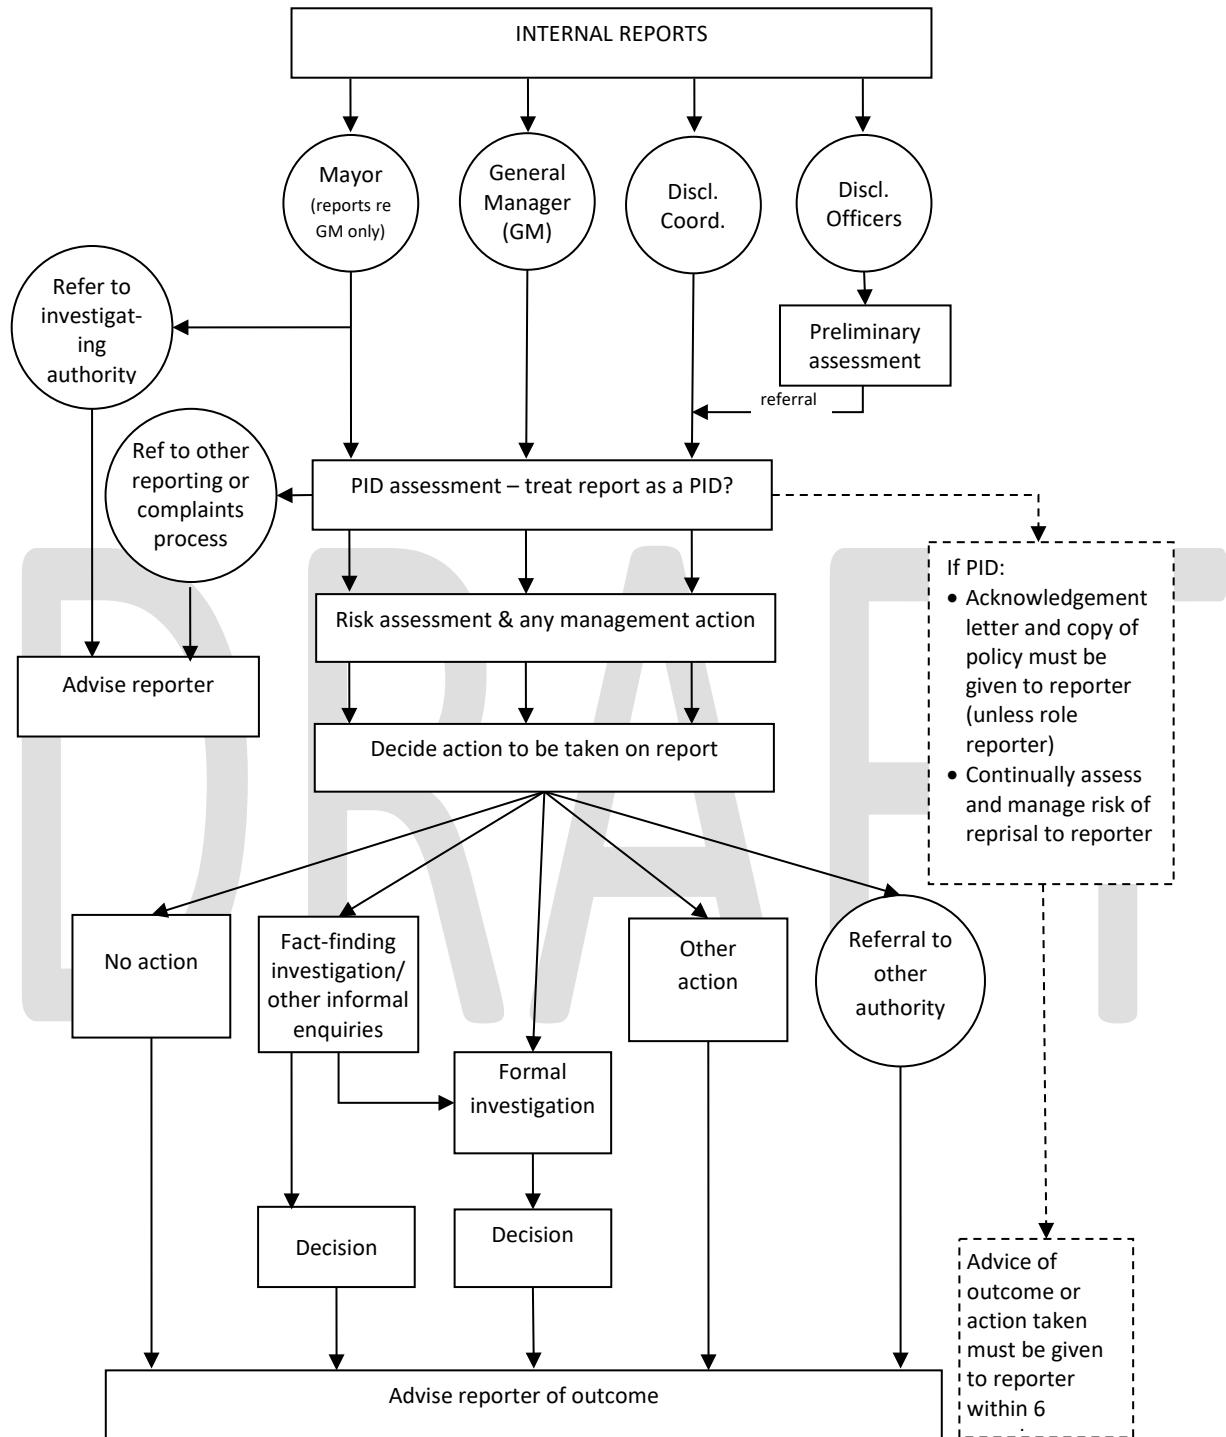 INTERNAL REPORTS
Mayor
(reports re
GM only)
General
Manager
(GM)
Discl.
Coord.
Discl.
Officers
Refer to
investigat-
ing
authority
Preliminary
assessment
referral
Ref to other
reporting or
complaints
process
PID assessment – treat report as a PID?
If PID:
• Acknowledgement
letter and copy of
policy must be
given to reporter
(unless role
reporter)
• Continually assess
and manage risk of
reprisal to reporter
Risk assessment & any management action
Advise reporter
Decide action to be taken on report
DRAFT
No action
Fact-finding
investigation/
other informal
enquiries
Formal
investigation
Other
action
Referral to
other
authority
Decision
Decision
Advice of
outcome or
action taken
must be given
to reporter
within 6
Advise reporter of outcome